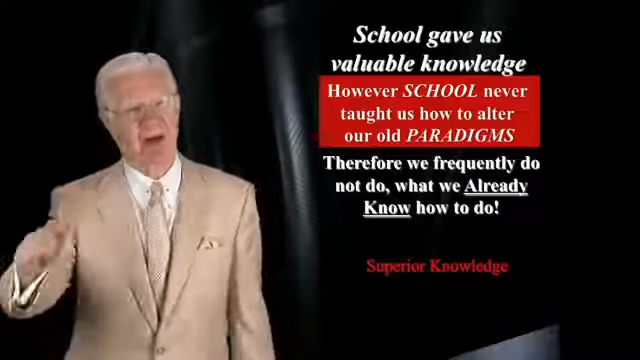 School gave us
valuable knowledge
However SCHOOL never
taught us how to alter
our old PARADIGMS
Therefore we frequently do
not do, what we Already
Know how to do!
Superior Knowledge